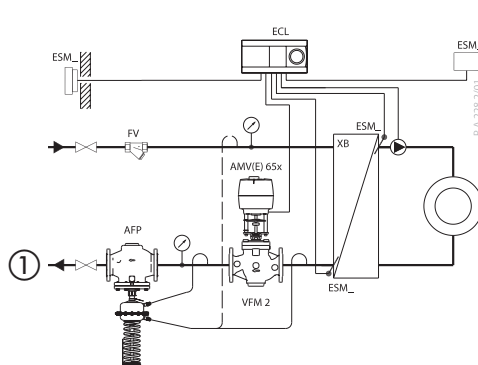 ECL
ESM_
ESM_
FV
ESM_
XB
AMV(E) 65x
AFP
1
VFM 2
ESM_